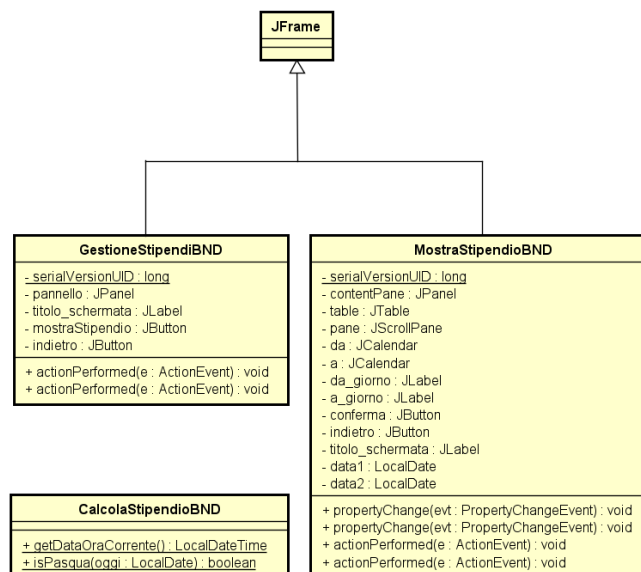 JFrame
GestioneStipendiBND
- serialVersionUID : long
- pannello : JPanel
- titolo_schermata : JLabel
- mostraStipendio : JButton
- indietro : JButton
+ actionPerformed(e : ActionEvent) : void
+ actionPerformed(e : ActionEvent) : void
MostraStipendioBND
- serialVersionUID : long
- contentPane : JPanel
- table : JTable
- pane : JScrollPane
- da : JCalendar
- a : JCalendar
- da_giorno : JLabel
- a_giorno : JLabel
- conferma : JButton
- indietro : JButton
- titolo_schermata : JLabel
- data1 : LocalDate
- data2 : LocalDate
+ propertyChange(evt : PropertyChangeEvent) : void
+ propertyChange(evt : PropertyChangeEvent) : void
+ actionPerformed(e : ActionEvent) : void
+ actionPerformed(e : ActionEvent) : void
CalcolaStipendioBND
+ getDataOraCorrente() : LocalDateTime
+ isPasqua(oggi : LocalDate) : boolean